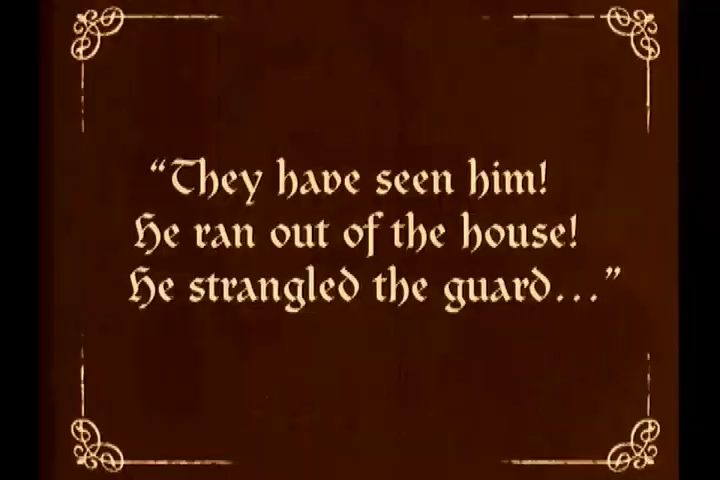 “They have seen him!
He ran out of the house!
He strangled the guard...”